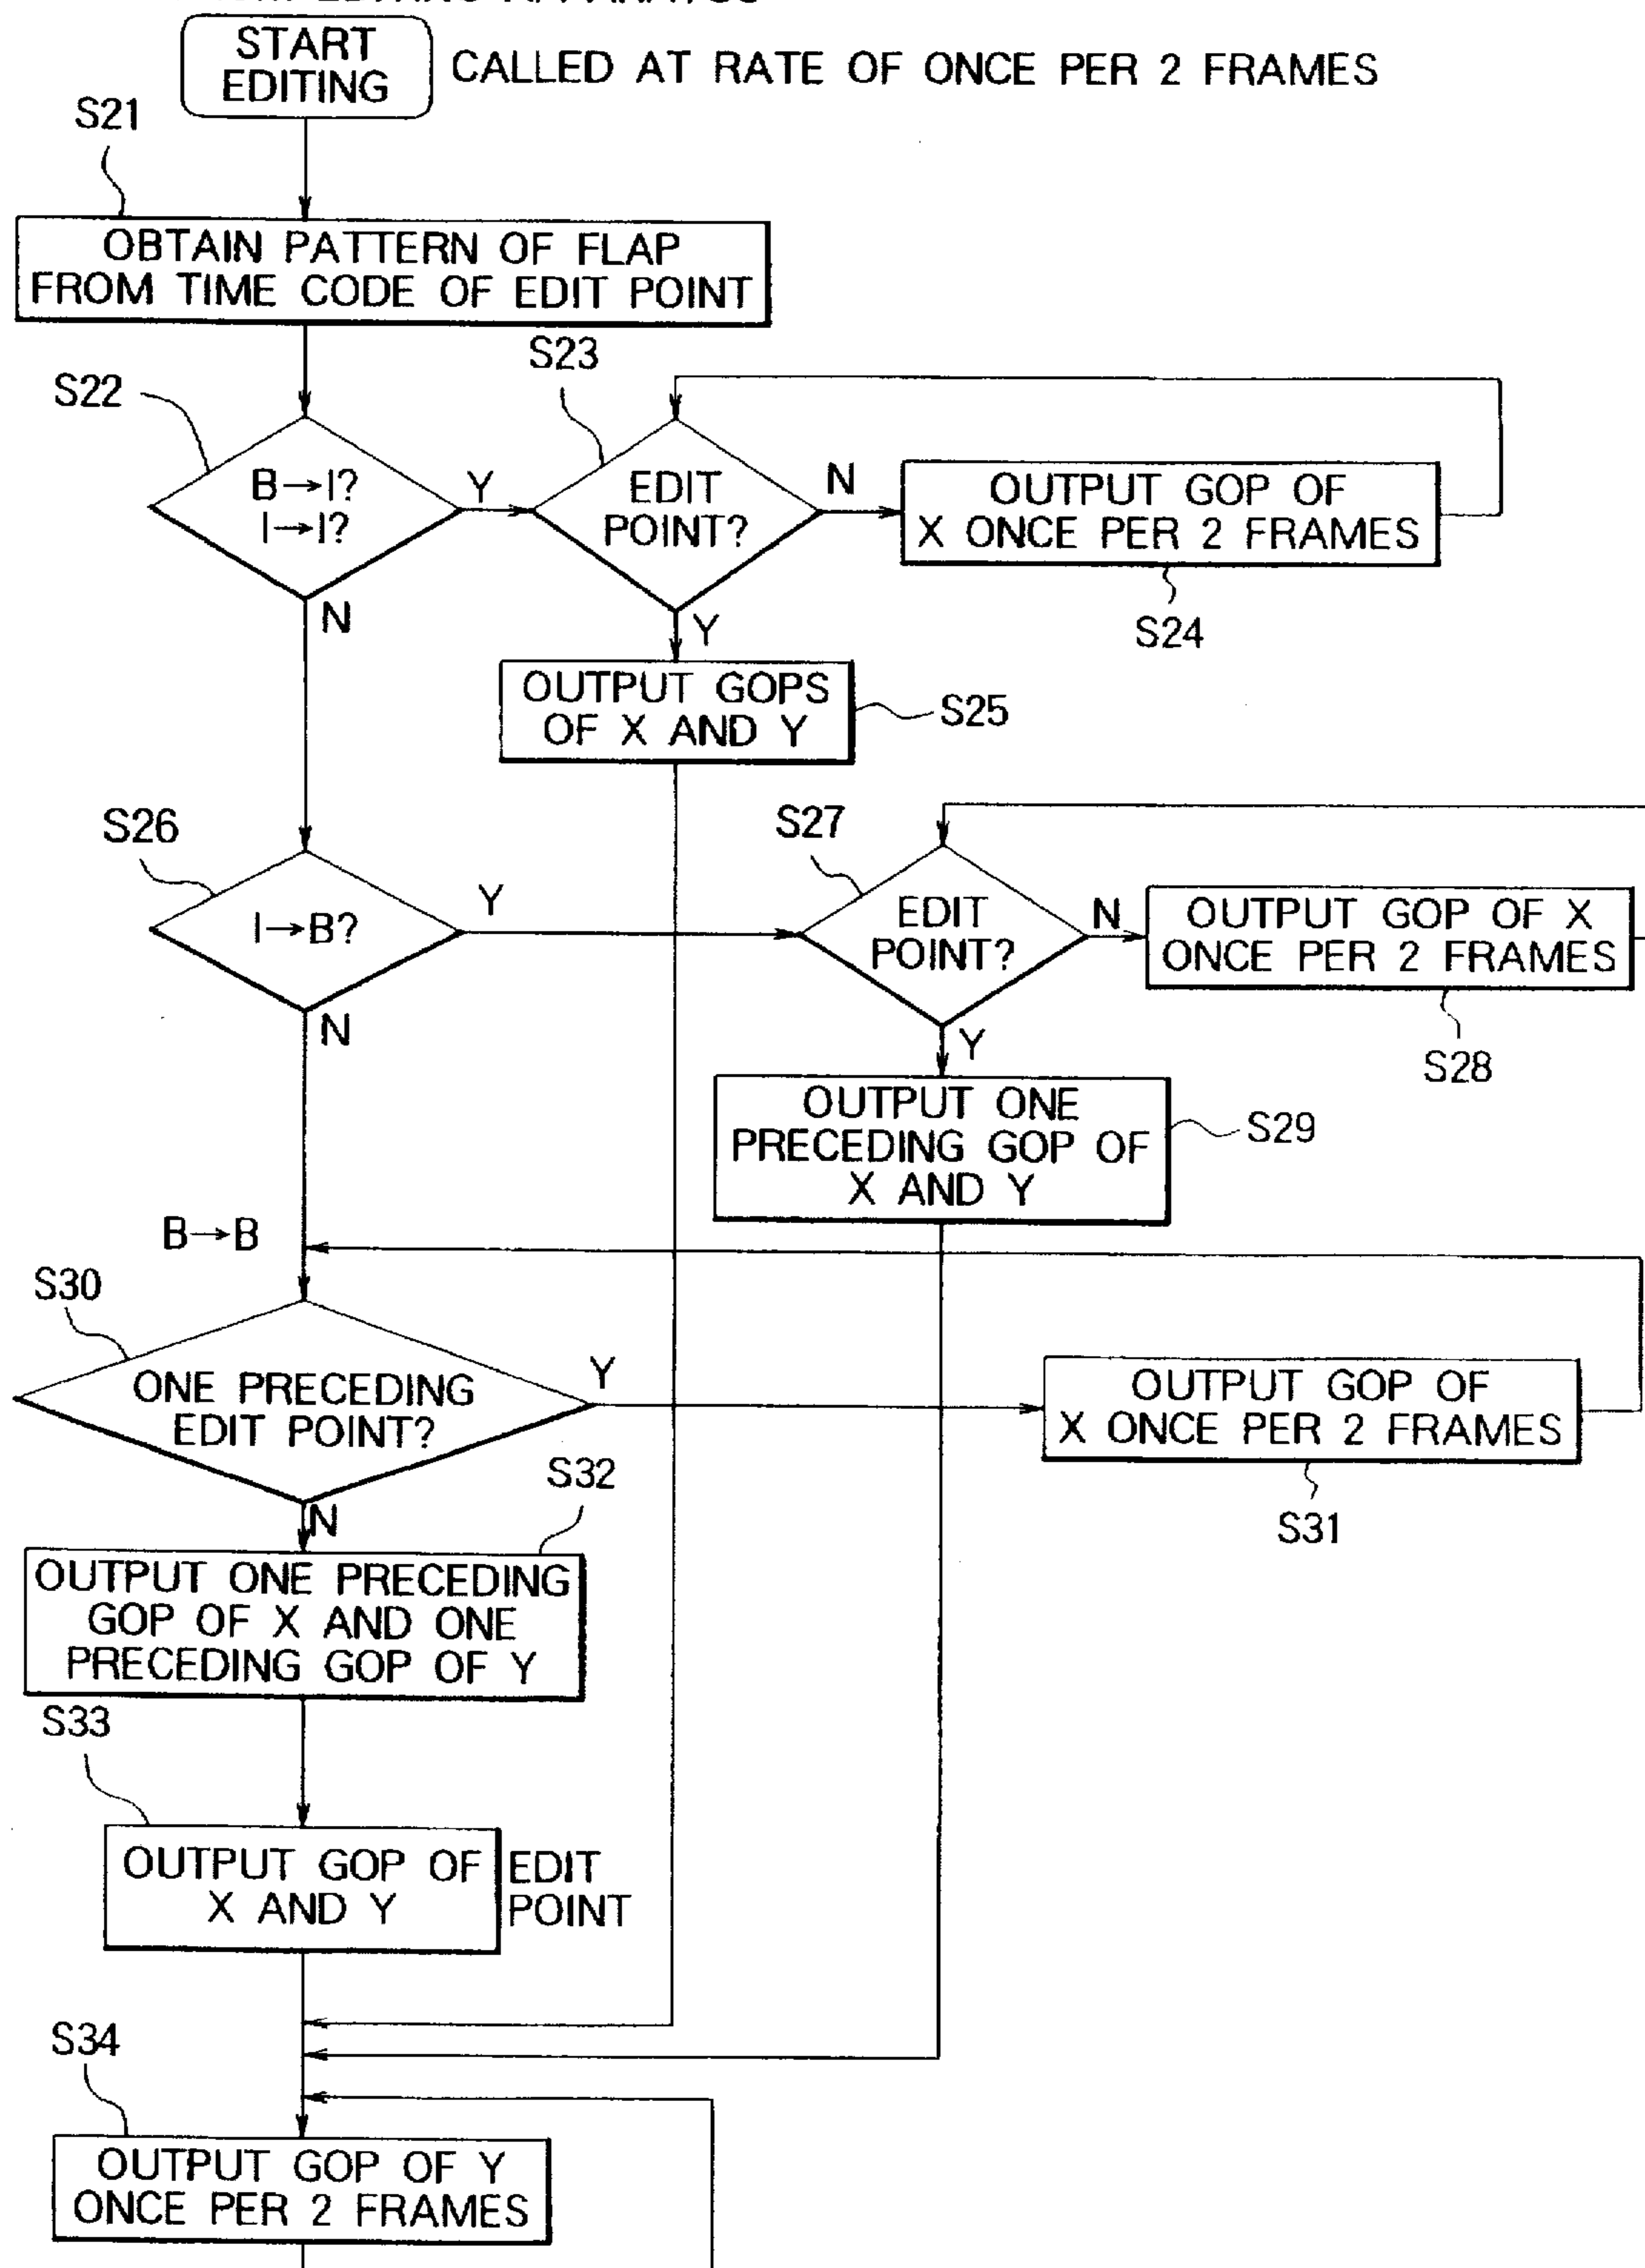 START
EDITING
CALLED AT RATE OF ONCE PER 2 FRAMES
S21
OBTAIN PATTERN OF FLAP
FROM TIME CODE OF EDIT POINT
S22
B→I?
I→I?
Y
N
S23
EDIT
POINT?
N
Y
OUTPUT GOP OF
X ONCE PER 2 FRAMES
S24
OUTPUT GOPS
OF X AND Y
S25
S26
I→B?
Y
N
S27
EDIT
POINT?
N
Y
OUTPUT GOP OF X
ONCE PER 2 FRAMES
S28
OUTPUT ONE
PRECEDING GOP OF
X AND Y
S29
B→B
S30
ONE PRECEDING
EDIT POINT?
Y
N
OUTPUT GOP OF
X ONCE PER 2 FRAMES
S31
S32
OUTPUT ONE PRECEDING
GOP OF X AND ONE
PRECEDING GOP OF Y
S33
OUTPUT GOP OF
X AND Y
EDIT
POINT
S34
OUTPUT GOP OF Y
ONCE PER 2 FRAMES